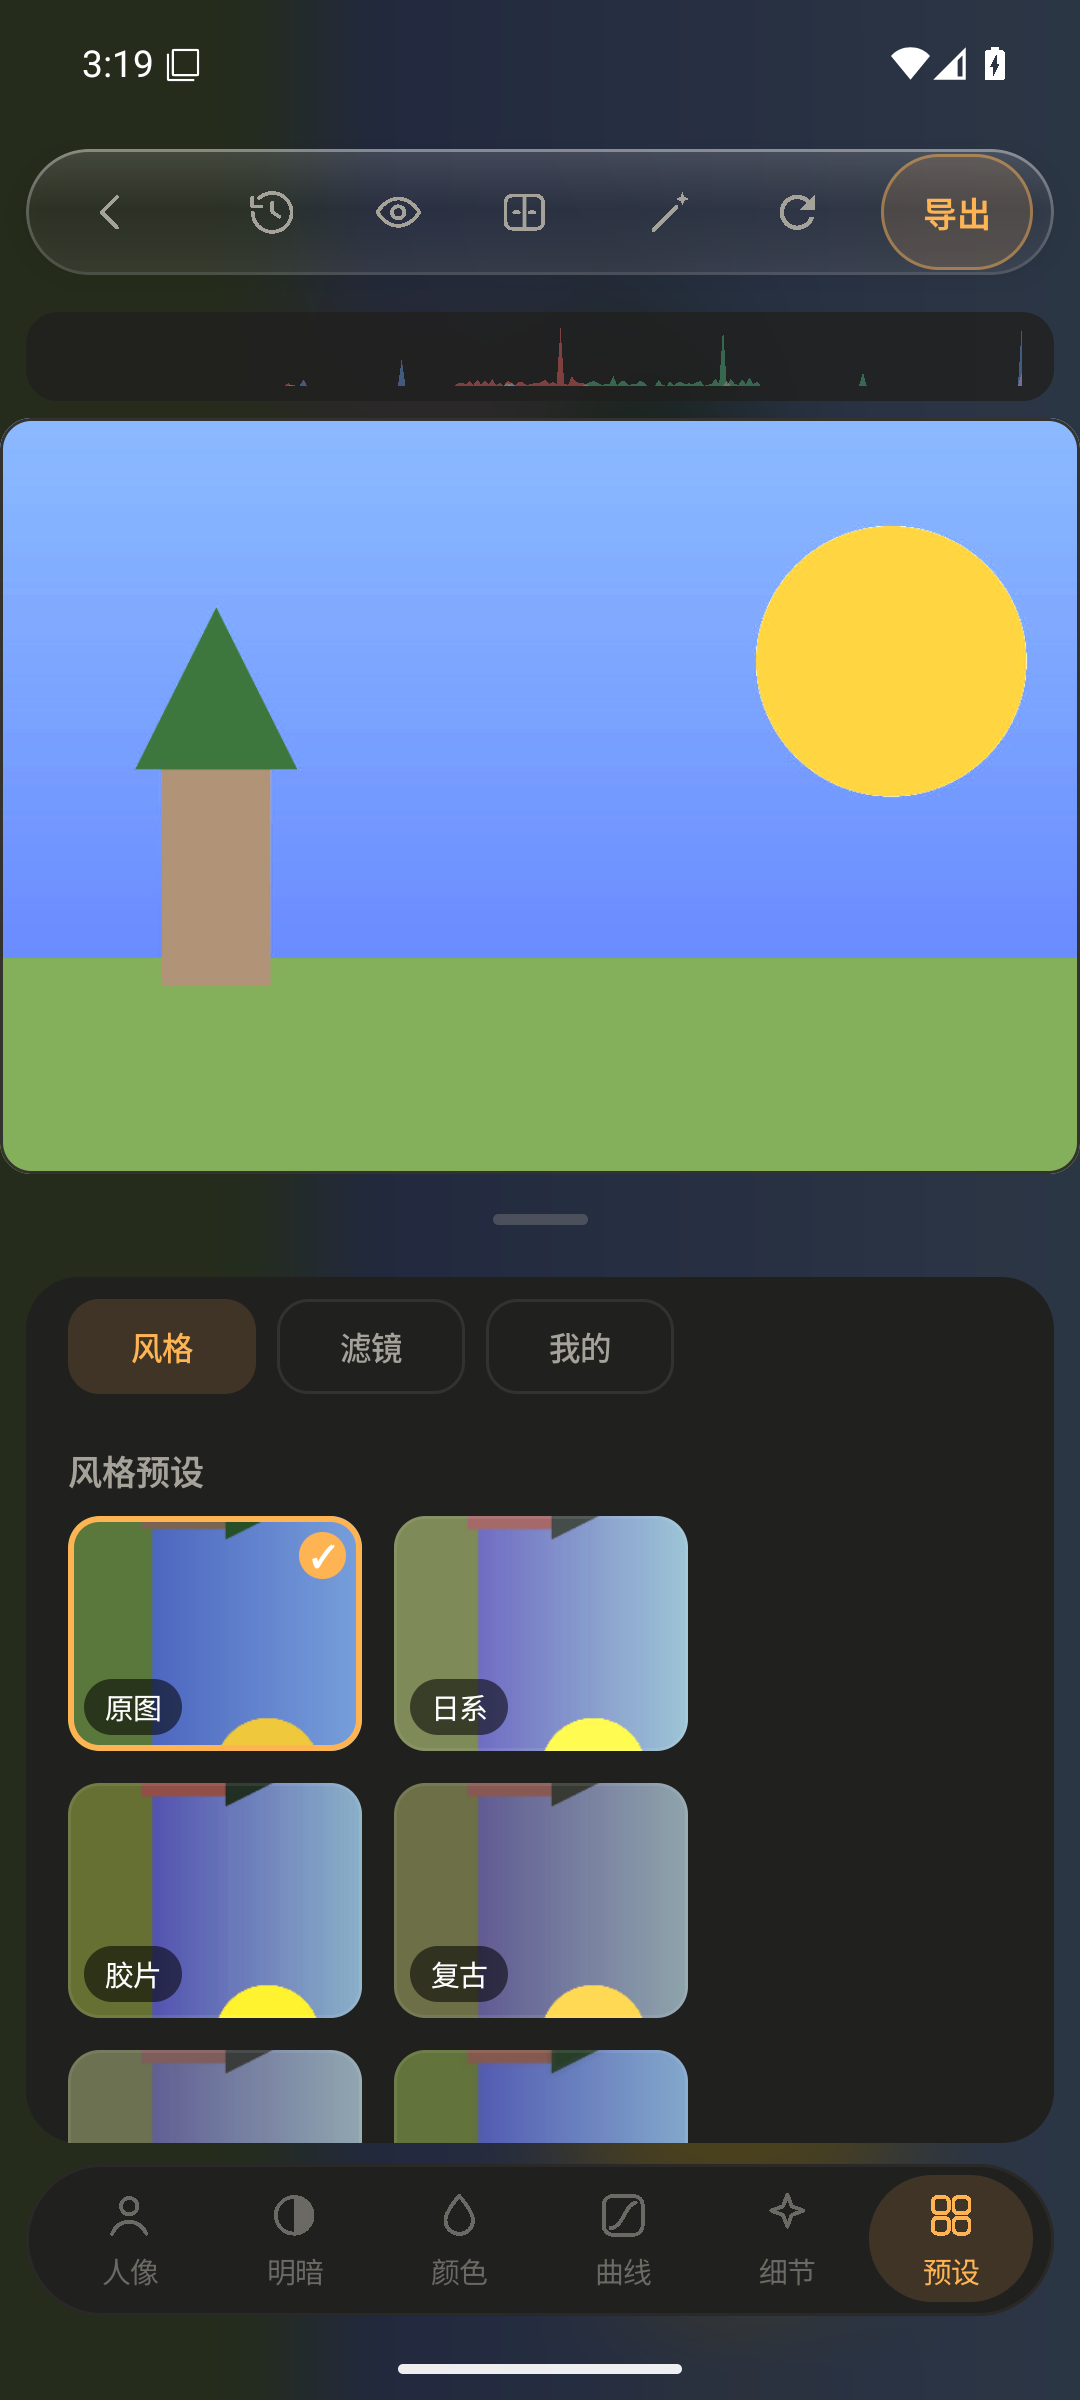 3:19
导出
风格
滤镜
我的
风格预设
原图
日系
胶片
复古
人像
明暗
颜色
曲线
细节
预设